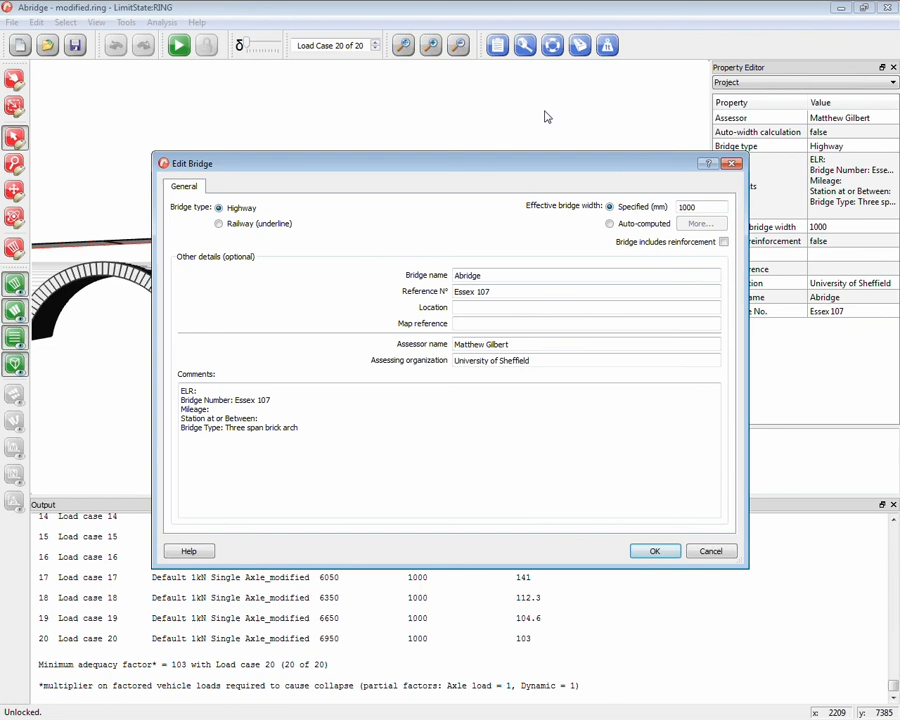 Abridge - modified.ring - LimitState:RING
File Edit Select View Tools Analysis Help
δ Load Case 20 of 20
Property Editor
Project
Property Value
Assessor Matthew Gilbert
Auto-width calculation false
Bridge type Highway
ELR:
Bridge Number: Esse...
Mileage:
Station at or Between:
Bridge Type: Three sp...
bridge width 1000
reinforcement false
University of Sheffield
Abridge
No. Essex 107
Edit Bridge
General
Bridge type: Highway
Railway (underline)
Effective bridge width: Specified (mm) 1000
Auto-computed More...
Bridge includes reinforcement
Other details (optional)
Bridge name Abridge
Reference N° Essex 107
Location
Map reference
Assessor name Matthew Gilbert
Assessing organization University of Sheffield
Comments:
ELR:
Bridge Number: Essex 107
Mileage:
Station at or Between:
Bridge Type: Three span brick arch
Help OK Cancel
Output
14 Load case 14
15 Load case 15
16 Load case 16
17 Load case 17 Default 1kN Single Axle_modified 6050 1000 141
18 Load case 18 Default 1kN Single Axle_modified 6350 1000 112.3
19 Load case 19 Default 1kN Single Axle_modified 6650 1000 104.6
20 Load case 20 Default 1kN Single Axle_modified 6950 1000 103
Minimum adequacy factor* = 103 with Load case 20 (20 of 20)
*multiplier on factored vehicle loads required to cause collapse (partial factors: Axle load = 1, Dynamic = 1)
Unlocked. x: 2209 y: 7385